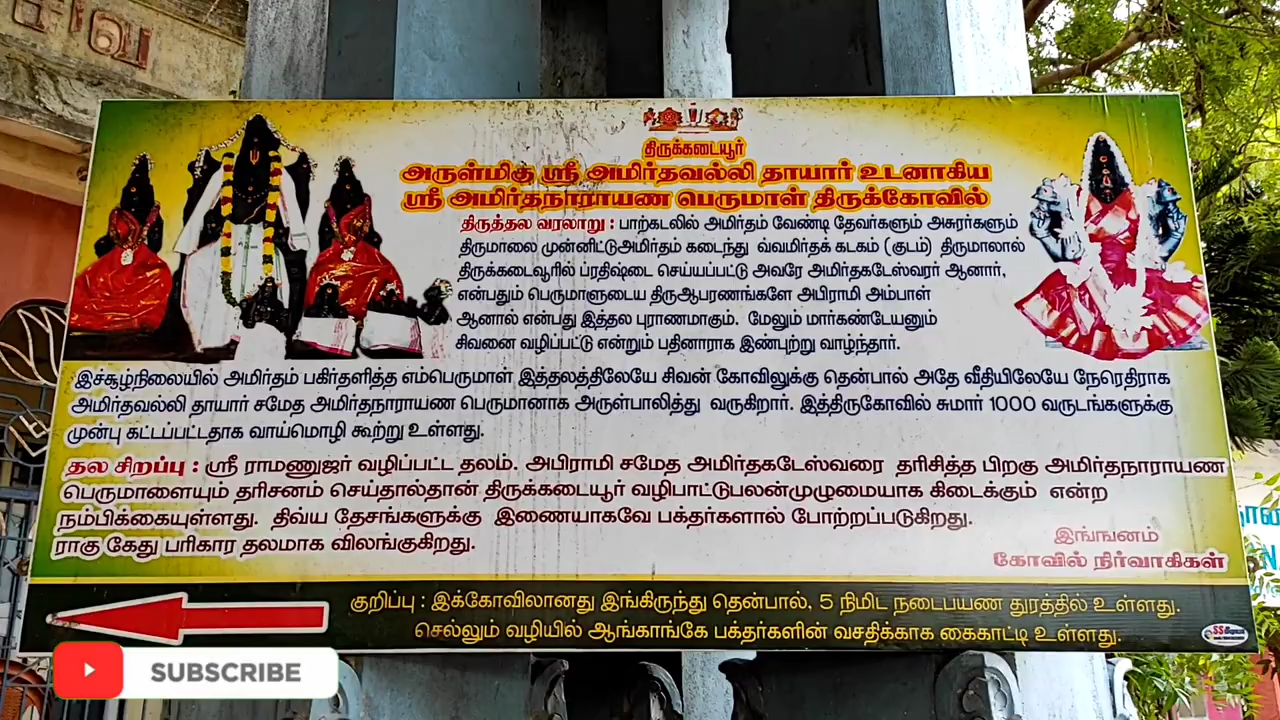 சிவ
திருக்கடையூர்
அருள்மிகு ஸ்ரீ அமிர்தவல்லி தாயார் உடனாகிய
ஸ்ரீ அமிர்தநாராயண பெருமாள் திருக்கோவில்
திருத்தல வரலாறு : பாற்கடலில் அமிர்தம் வேண்டி தேவர்களும் அசுரர்களும்
திருமாலை முன்னிட்டுஅமிர்தம் கடைந்து வ்வமிர்தக் கடகம் (குடம்) திருமாலால்
திருக்கடைவூரில் ப்ரதிஷ்டை செய்யப்பட்டு அவரே அமிர்தகடேஸ்வரர் ஆனார்,
என்பதும் பெருமாளுடைய திருஆபரணங்களே அபிராமி அம்பாள்
ஆனால் என்பது இத்தல புராணமாகும். மேலும் மார்கண்டேயனும்
சிவனை வழிப்பட்டு என்றும் பதினாராக இண்புற்று வாழ்ந்தார்.
இச்சூழ்நிலையில் அமிர்தம் பகிர்தளித்த எம்பெருமாள் இத்தலத்திலேயே சிவன் கோவிலுக்கு தென்பால் அதே வீதியிலேயே நேரெதிராக
அமிர்தவல்லி தாயார் சமேத அமிர்தநாராயண பெருமானாக அருள்பாலித்து வருகிறார். இத்திருகோவில் சுமார் 1000 வருடங்களுக்கு
முன்பு கட்டப்பட்டதாக வாய்மொழி கூற்று உள்ளது.
தல சிறப்பு : ஸ்ரீ ராமணுஜர் வழிப்பட்ட தலம். அபிராமி சமேத அமிர்தகடேஸ்வரை தரிசித்த பிறகு அமிர்தநாராயண
பெருமாளையும் தரிசனம் செய்தால்தான் திருக்கடையூர் வழிபாட்டுபலன்முழுமையாக கிடைக்கும் என்ற
நம்பிக்கையுள்ளது. திவ்ய தேசங்களுக்கு இணையாகவே பக்தர்களால் போற்றப்படுகிறது.
ராகு கேது பரிகார தலமாக விலங்குகிறது.
இங்ஙனம்
கோவில் நிர்வாகிகள்
குறிப்பு : இக்கோவிலானது இங்கிருந்து தென்பால், 5 நிமிட நடைபயண துரத்தில் உள்ளது.
செல்லும் வழியில் ஆங்காங்கே பக்தர்களின் வசதிக்காக கைகாட்டி உள்ளது.
SUBSCRIBE